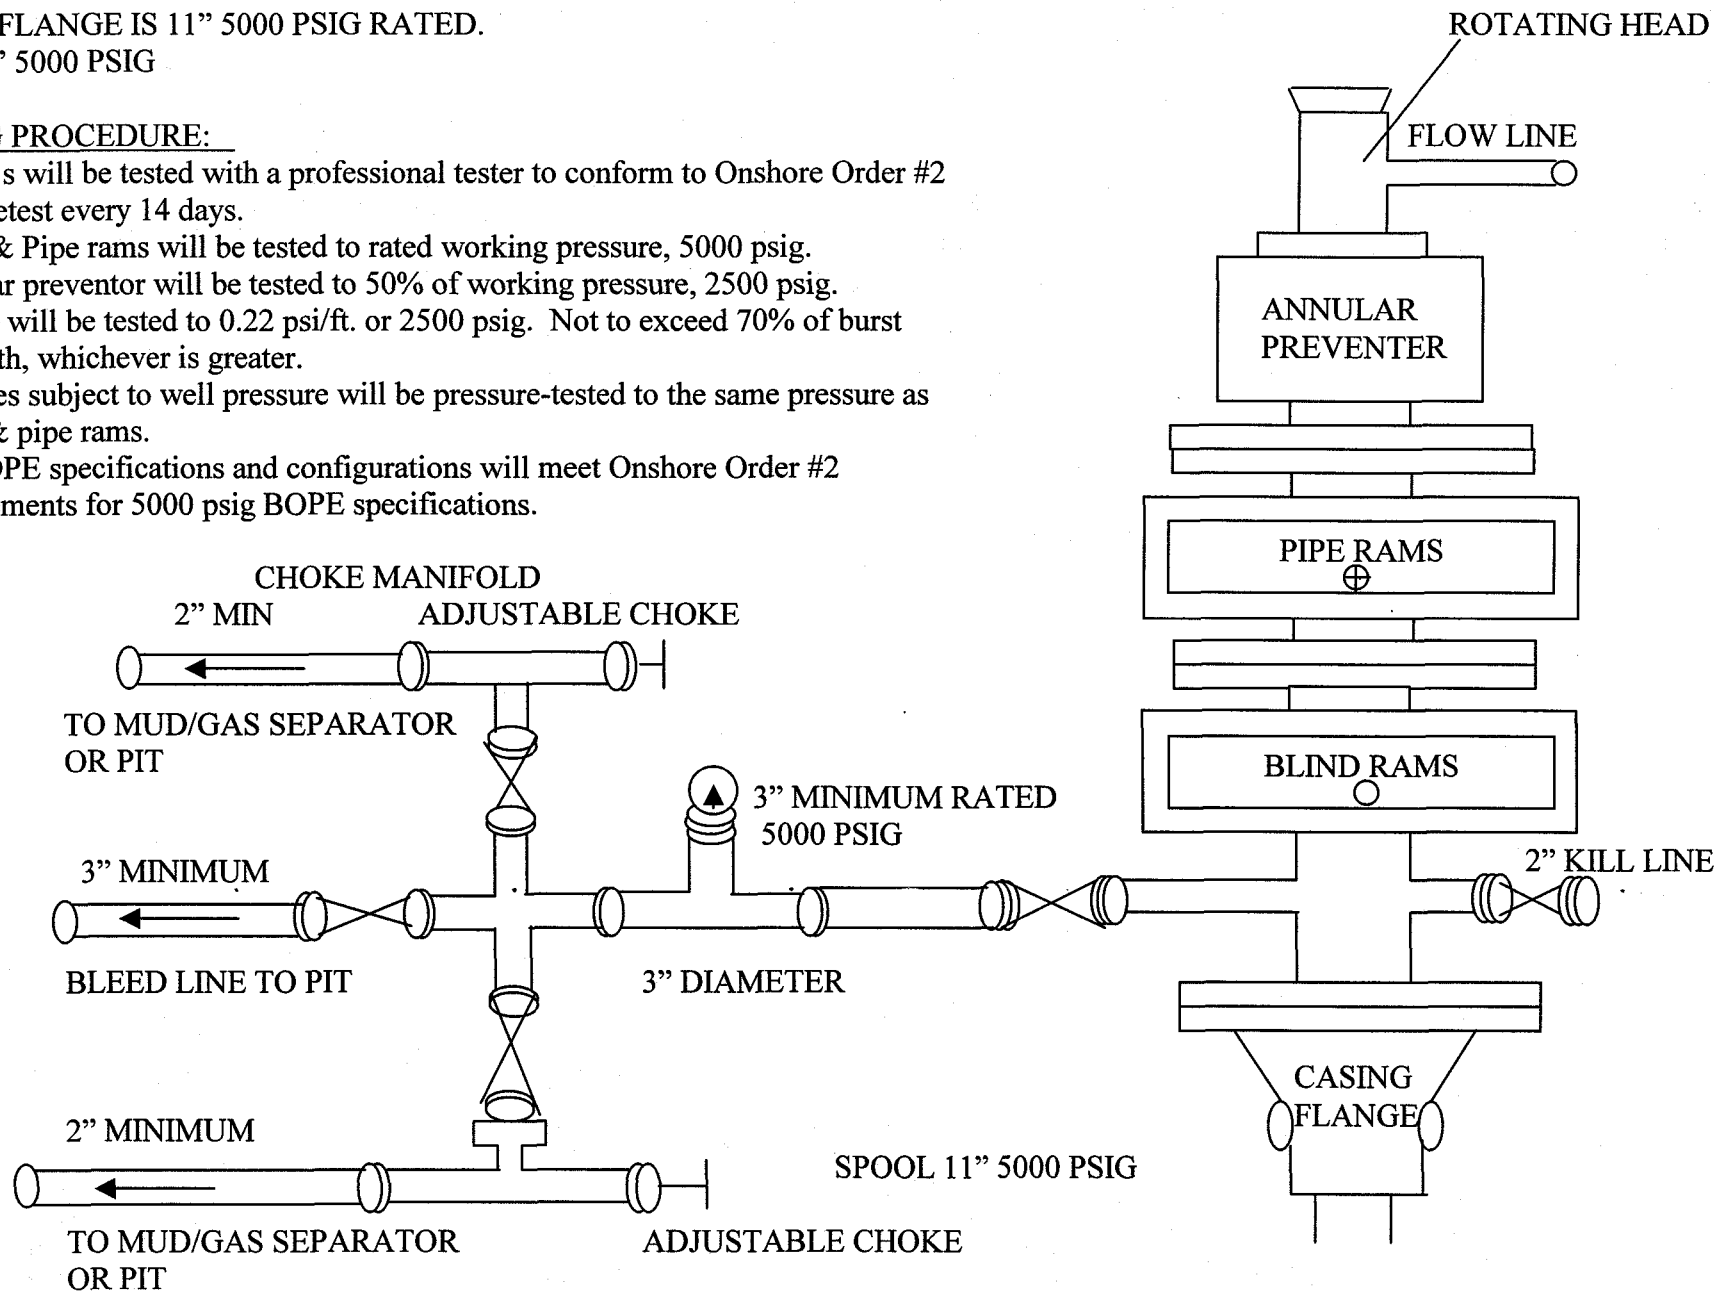 FLANGE IS 11” 5000 PSIG RATED.
” 5000 PSIG
PROCEDURE:
s will be tested with a professional tester to conform to Onshore Order #2
etest every 14 days.
& Pipe rams will be tested to rated working pressure, 5000 psig.
ar preventor will be tested to 50% of working pressure, 2500 psig.
will be tested to 0.22 psi/ft. or 2500 psig. Not to exceed 70% of burst
th, whichever is greater.
es subject to well pressure will be pressure-tested to the same pressure as
& pipe rams.
OPE specifications and configurations will meet Onshore Order #2
ments for 5000 psig BOPE specifications.
ROTATING HEAD
FLOW LINE
ANNULAR
PREVENTER
PIPE RAMS
BLIND RAMS
2” KILL LINE
CASING
FLANGE
CHOKE MANIFOLD
2” MIN
ADJUSTABLE CHOKE
TO MUD/GAS SEPARATOR
OR PIT
3” MINIMUM RATED
5000 PSIG
3” MINIMUM
BLEED LINE TO PIT
3” DIAMETER
2” MINIMUM
SPOOL 11” 5000 PSIG
TO MUD/GAS SEPARATOR
OR PIT
ADJUSTABLE CHOKE